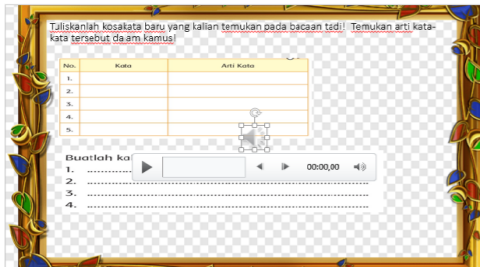 Tuliskanlah kosakata baru yang kalian temukan pada bacaan tadi! Temukan arti kata-
kata tersebut dalam kamus!
No. Kata Arti Kata
1.
2.
3.
4.
5.
Buatlah ka
1. ............
2. ............
3. ............
4. ............
00:00,00